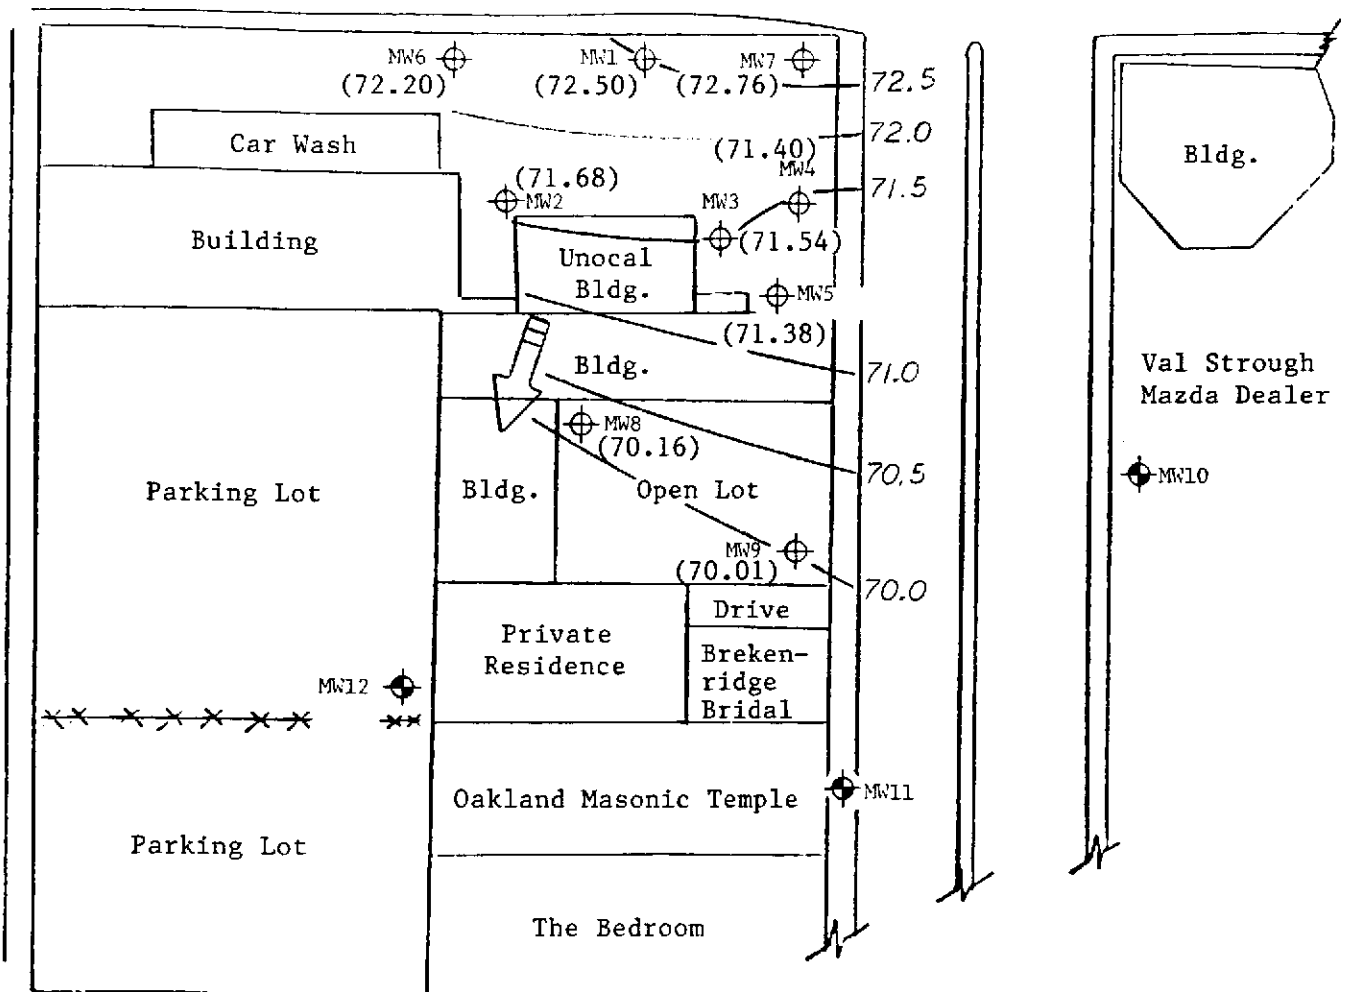 MW6
MW1
MW7
(72.20)
(72.50)
(72.76)
72.5
Car Wash
72.0
(71.40)
MW4
Bldg.
(71.68)
MW2
MW3
71.5
Building
(71.54)
Unocal
Bldg.
MW5
(71.38)
Bldg.
71.0
Val Strough
Mazda Dealer
MW8
(70.16)
Parking Lot
Bldg.
Open Lot
70.5
MW10
MW9
(70.01)
70.0
Drive
Private
Residence
Breken-
ridge
Bridal
MW12
Oakland Masonic Temple
MW11
Parking Lot
The Bedroom